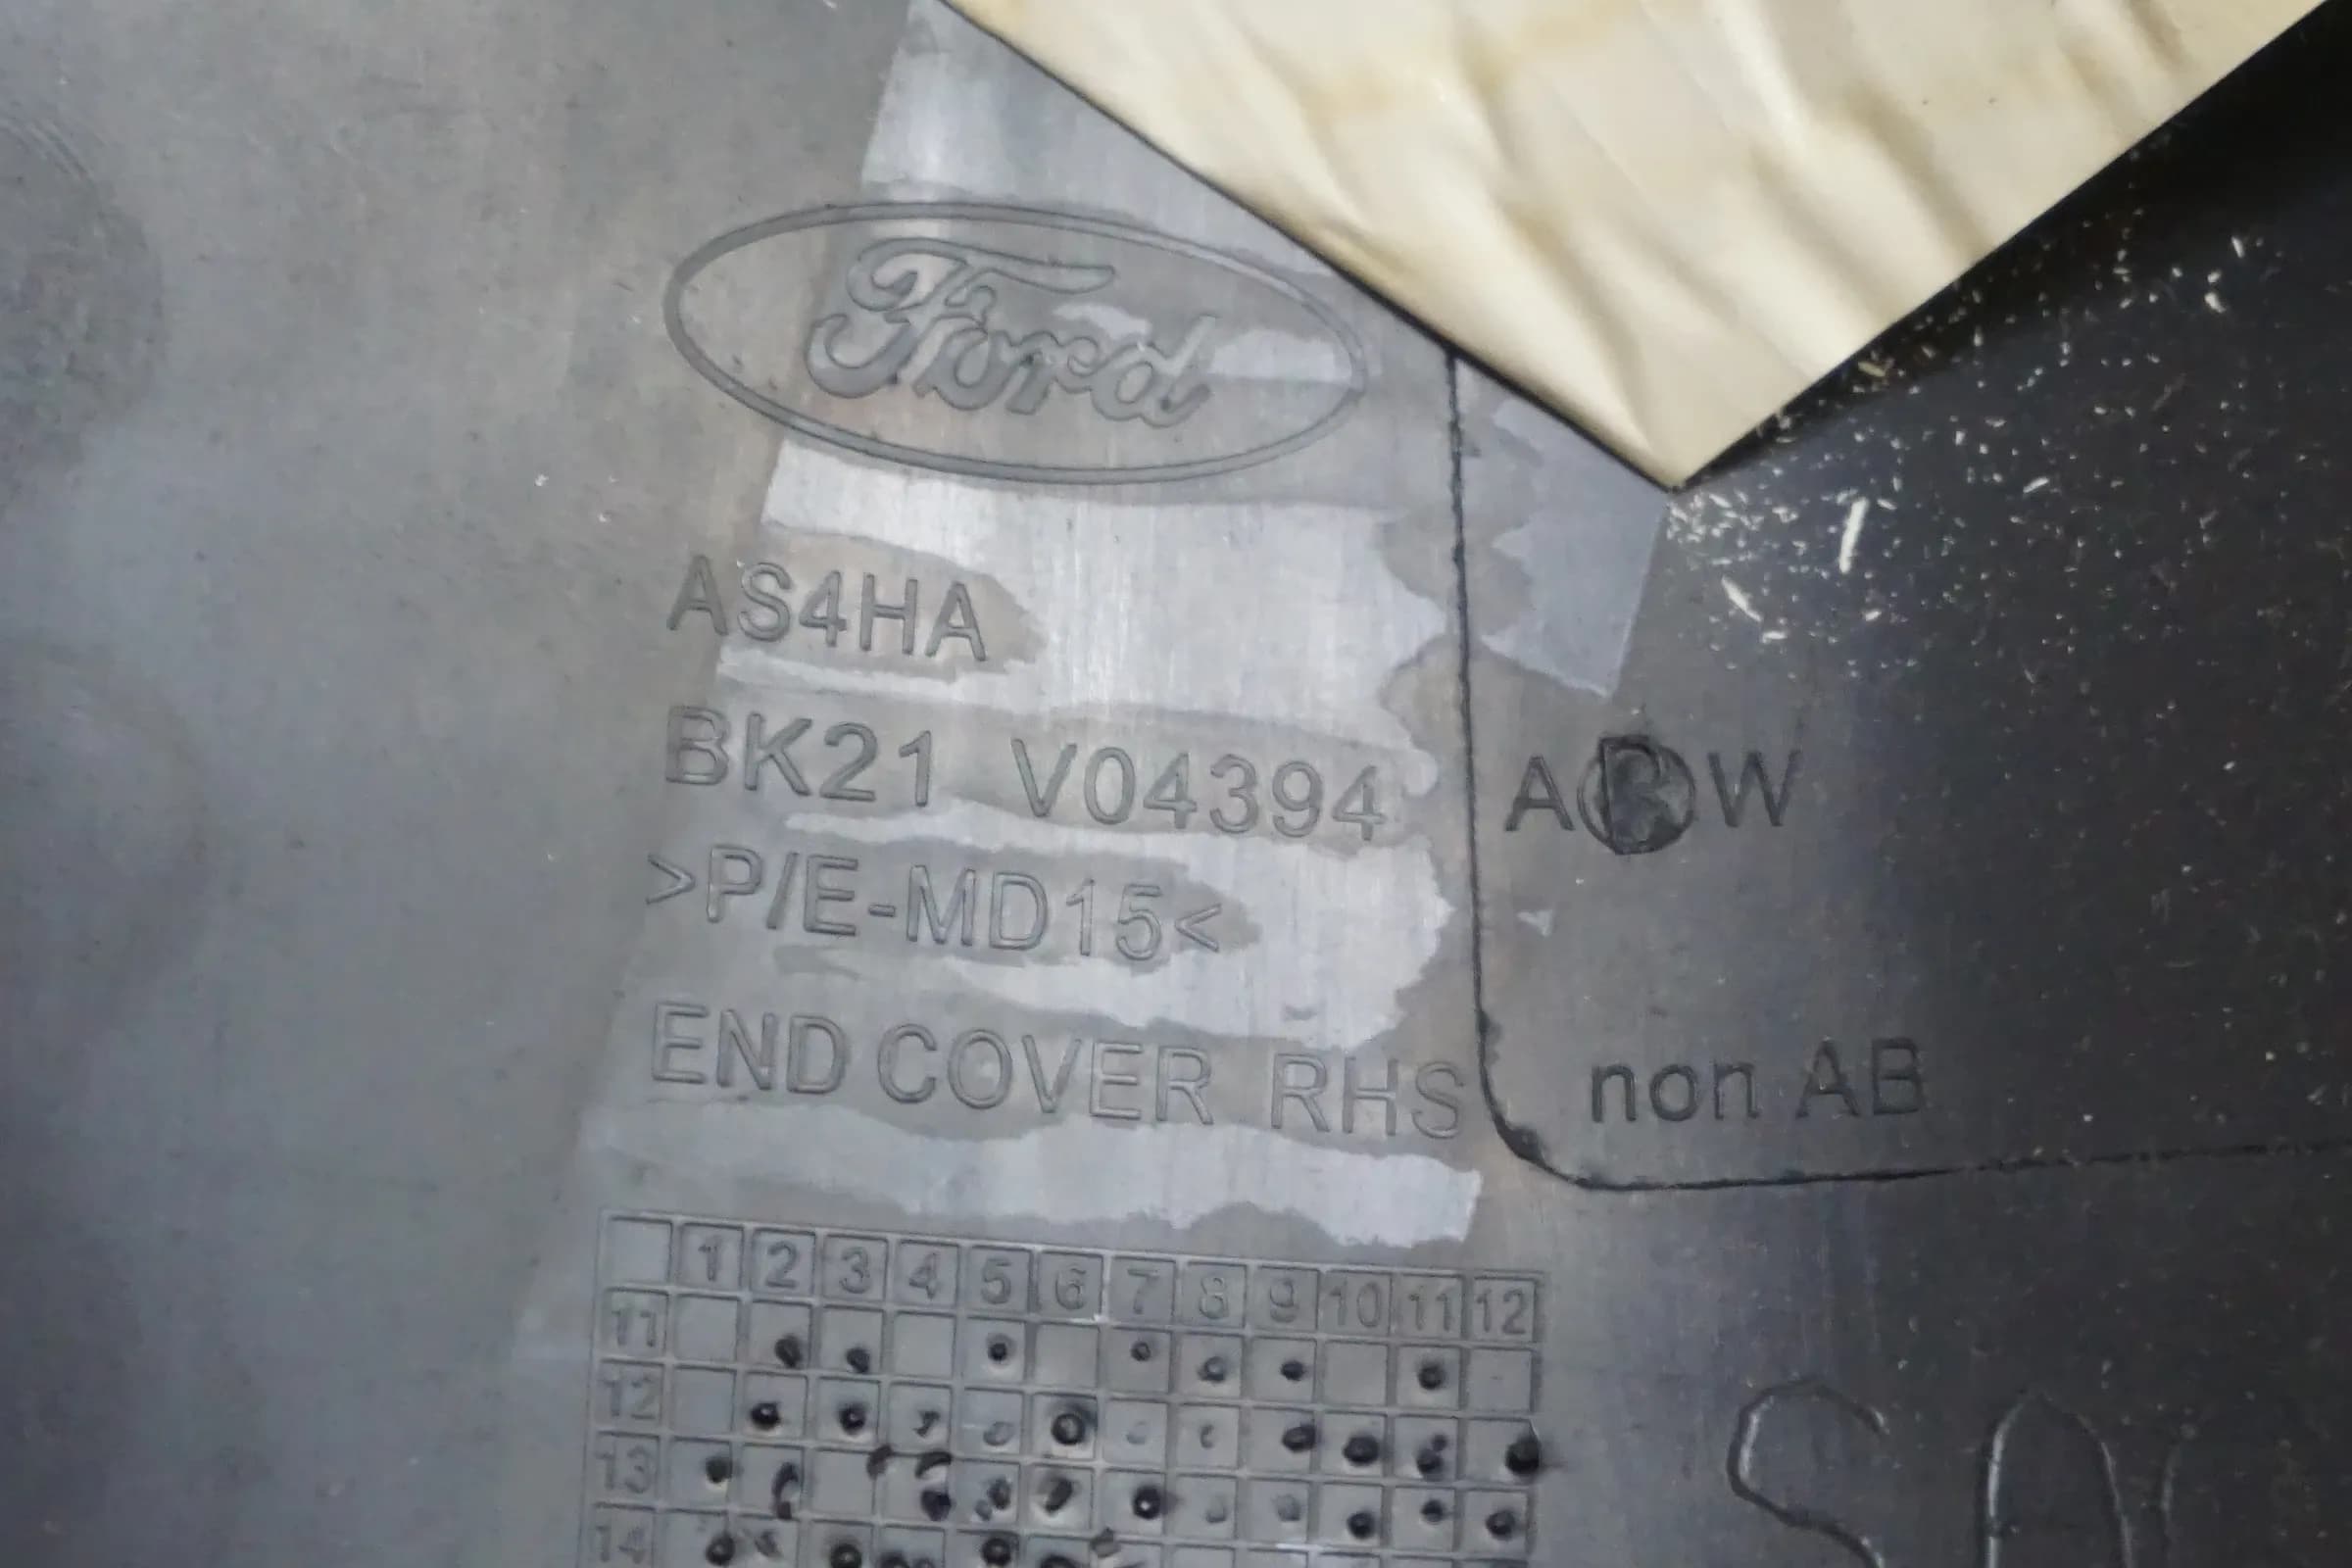 Ford
AS4HA
BK21 V04394 A W
>P/E-MD15<
END COVER RHS
non AB
1 2 3 4 5 6 7 8 9 10 11 12
11
12
13
14